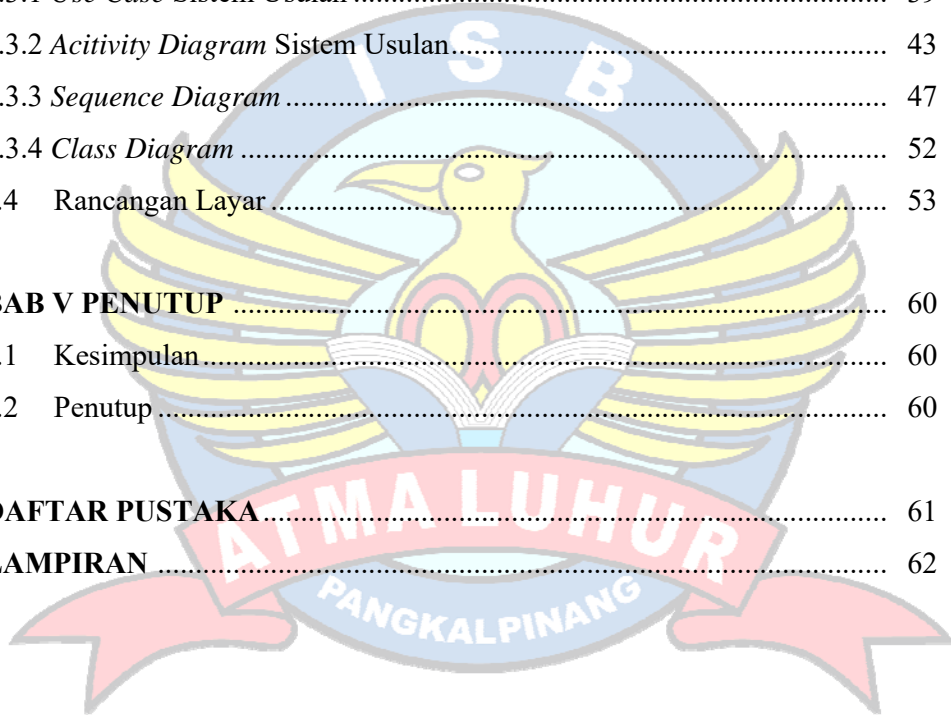 .3.1 Use Case Sistem Usulan ........ 39
.3.2 Acitivity Diagram Sistem Usulan ........ 43
.3.3 Sequence Diagram ........ 47
.3.4 Class Diagram ........ 52
.4 Rancangan Layar ........ 53
BAB V PENUTUP ........ 60
.1 Kesimpulan ........ 60
.2 Penutup ........ 60
DAFTAR PUSTAKA ........ 61
LAMPIRAN ........ 62
I S B
ATMA LUHUR
PANGKALPINANG